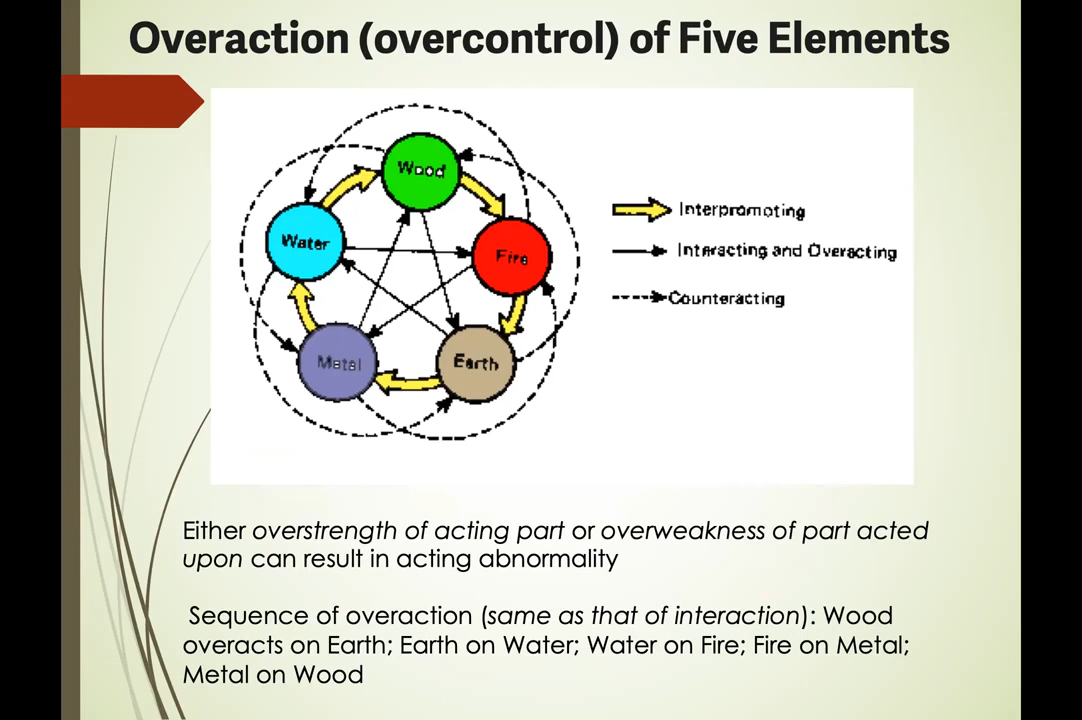 Overaction (overcontrol) of Five Elements
Wood
Water
Fire
Metal
Earth
Interpromoting
Interacting and Overacting
Counteracting
Either overstrength of acting part or overweakness of part acted
upon can result in acting abnormality
Sequence of overaction (same as that of interaction): Wood
overacts on Earth; Earth on Water; Water on Fire; Fire on Metal;
Metal on Wood